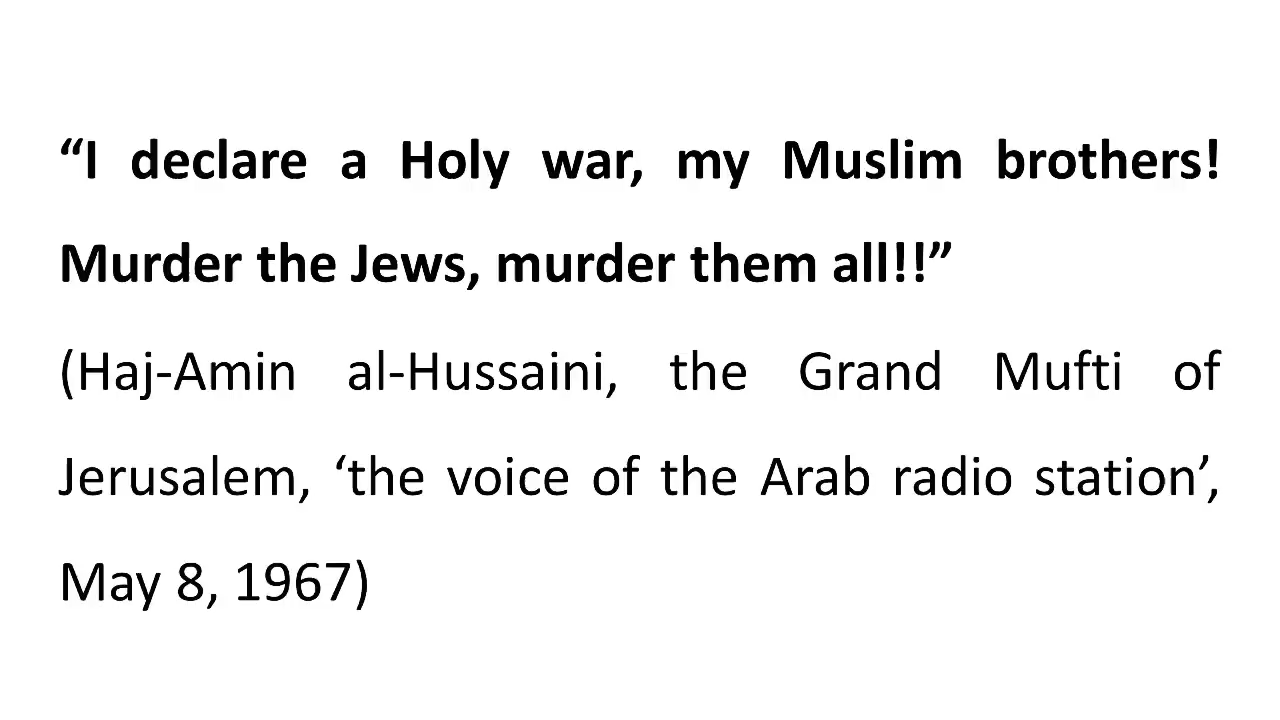 “I declare a Holy war, my Muslim brothers!
Murder the Jews, murder them all!!”
(Haj-Amin al-Hussaini, the Grand Mufti of
Jerusalem, ‘the voice of the Arab radio station’,
May 8, 1967)